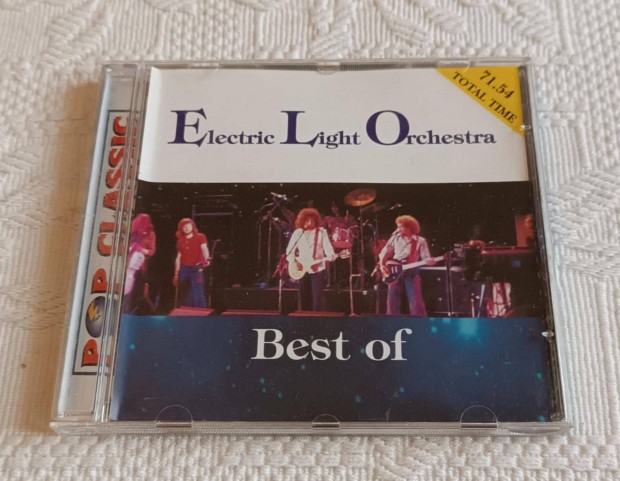 POP CLASSIC
71.54
TOTAL TIME
Electric Light Orchestra
Best of